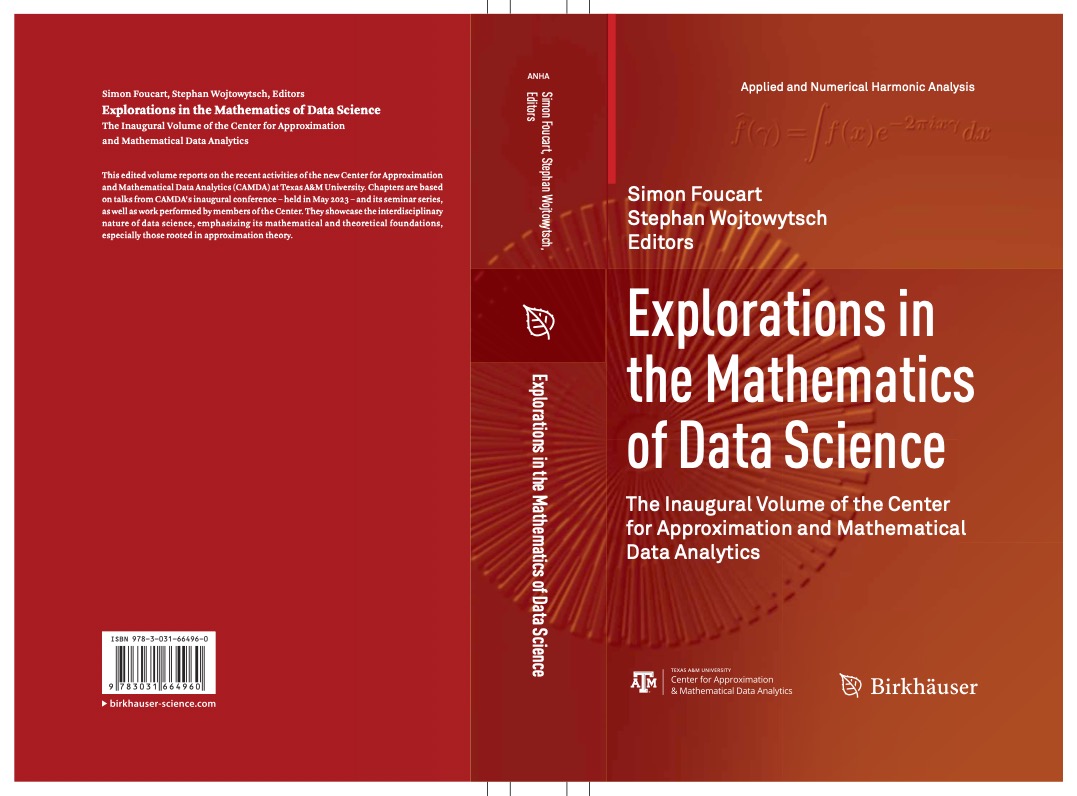 Simon Foucart, Stephan Wojtowytsch, Editors
Explorations in the Mathematics of Data Science
The Inaugural Volume of the Center for Approximation
and Mathematical Data Analytics
This edited volume reports on the recent activities of the new Center for Approximation
and Mathematical Data Analytics (CAMDA) at Texas A&M University. Chapters are based
on talks from CAMDA's inaugural conference – held in May 2023 – and its seminar series,
as well as work performed by members of the Center. They showcase the interdisciplinary
nature of data science, emphasizing its mathematical and theoretical foundations,
especially those rooted in approximation theory.
ISBN 978-3-031-66496-0
9 783031 664960
birkhauser-science.com
ANHA
Simon Foucart, Stephan Wojtowytsch,
Editors
Explorations in the Mathematics of Data Science
Applied and Numerical Harmonic Analysis
f̂(γ) = ∫ f(x)e^{−2πixγ} dx
Simon Foucart
Stephan Wojtowytsch
Editors
Explorations in
the Mathematics
of Data Science
The Inaugural Volume of the Center
for Approximation and Mathematical
Data Analytics
ATM
TEXAS A&M UNIVERSITY
Center for Approximation
& Mathematical Data Analytics
Birkhäuser